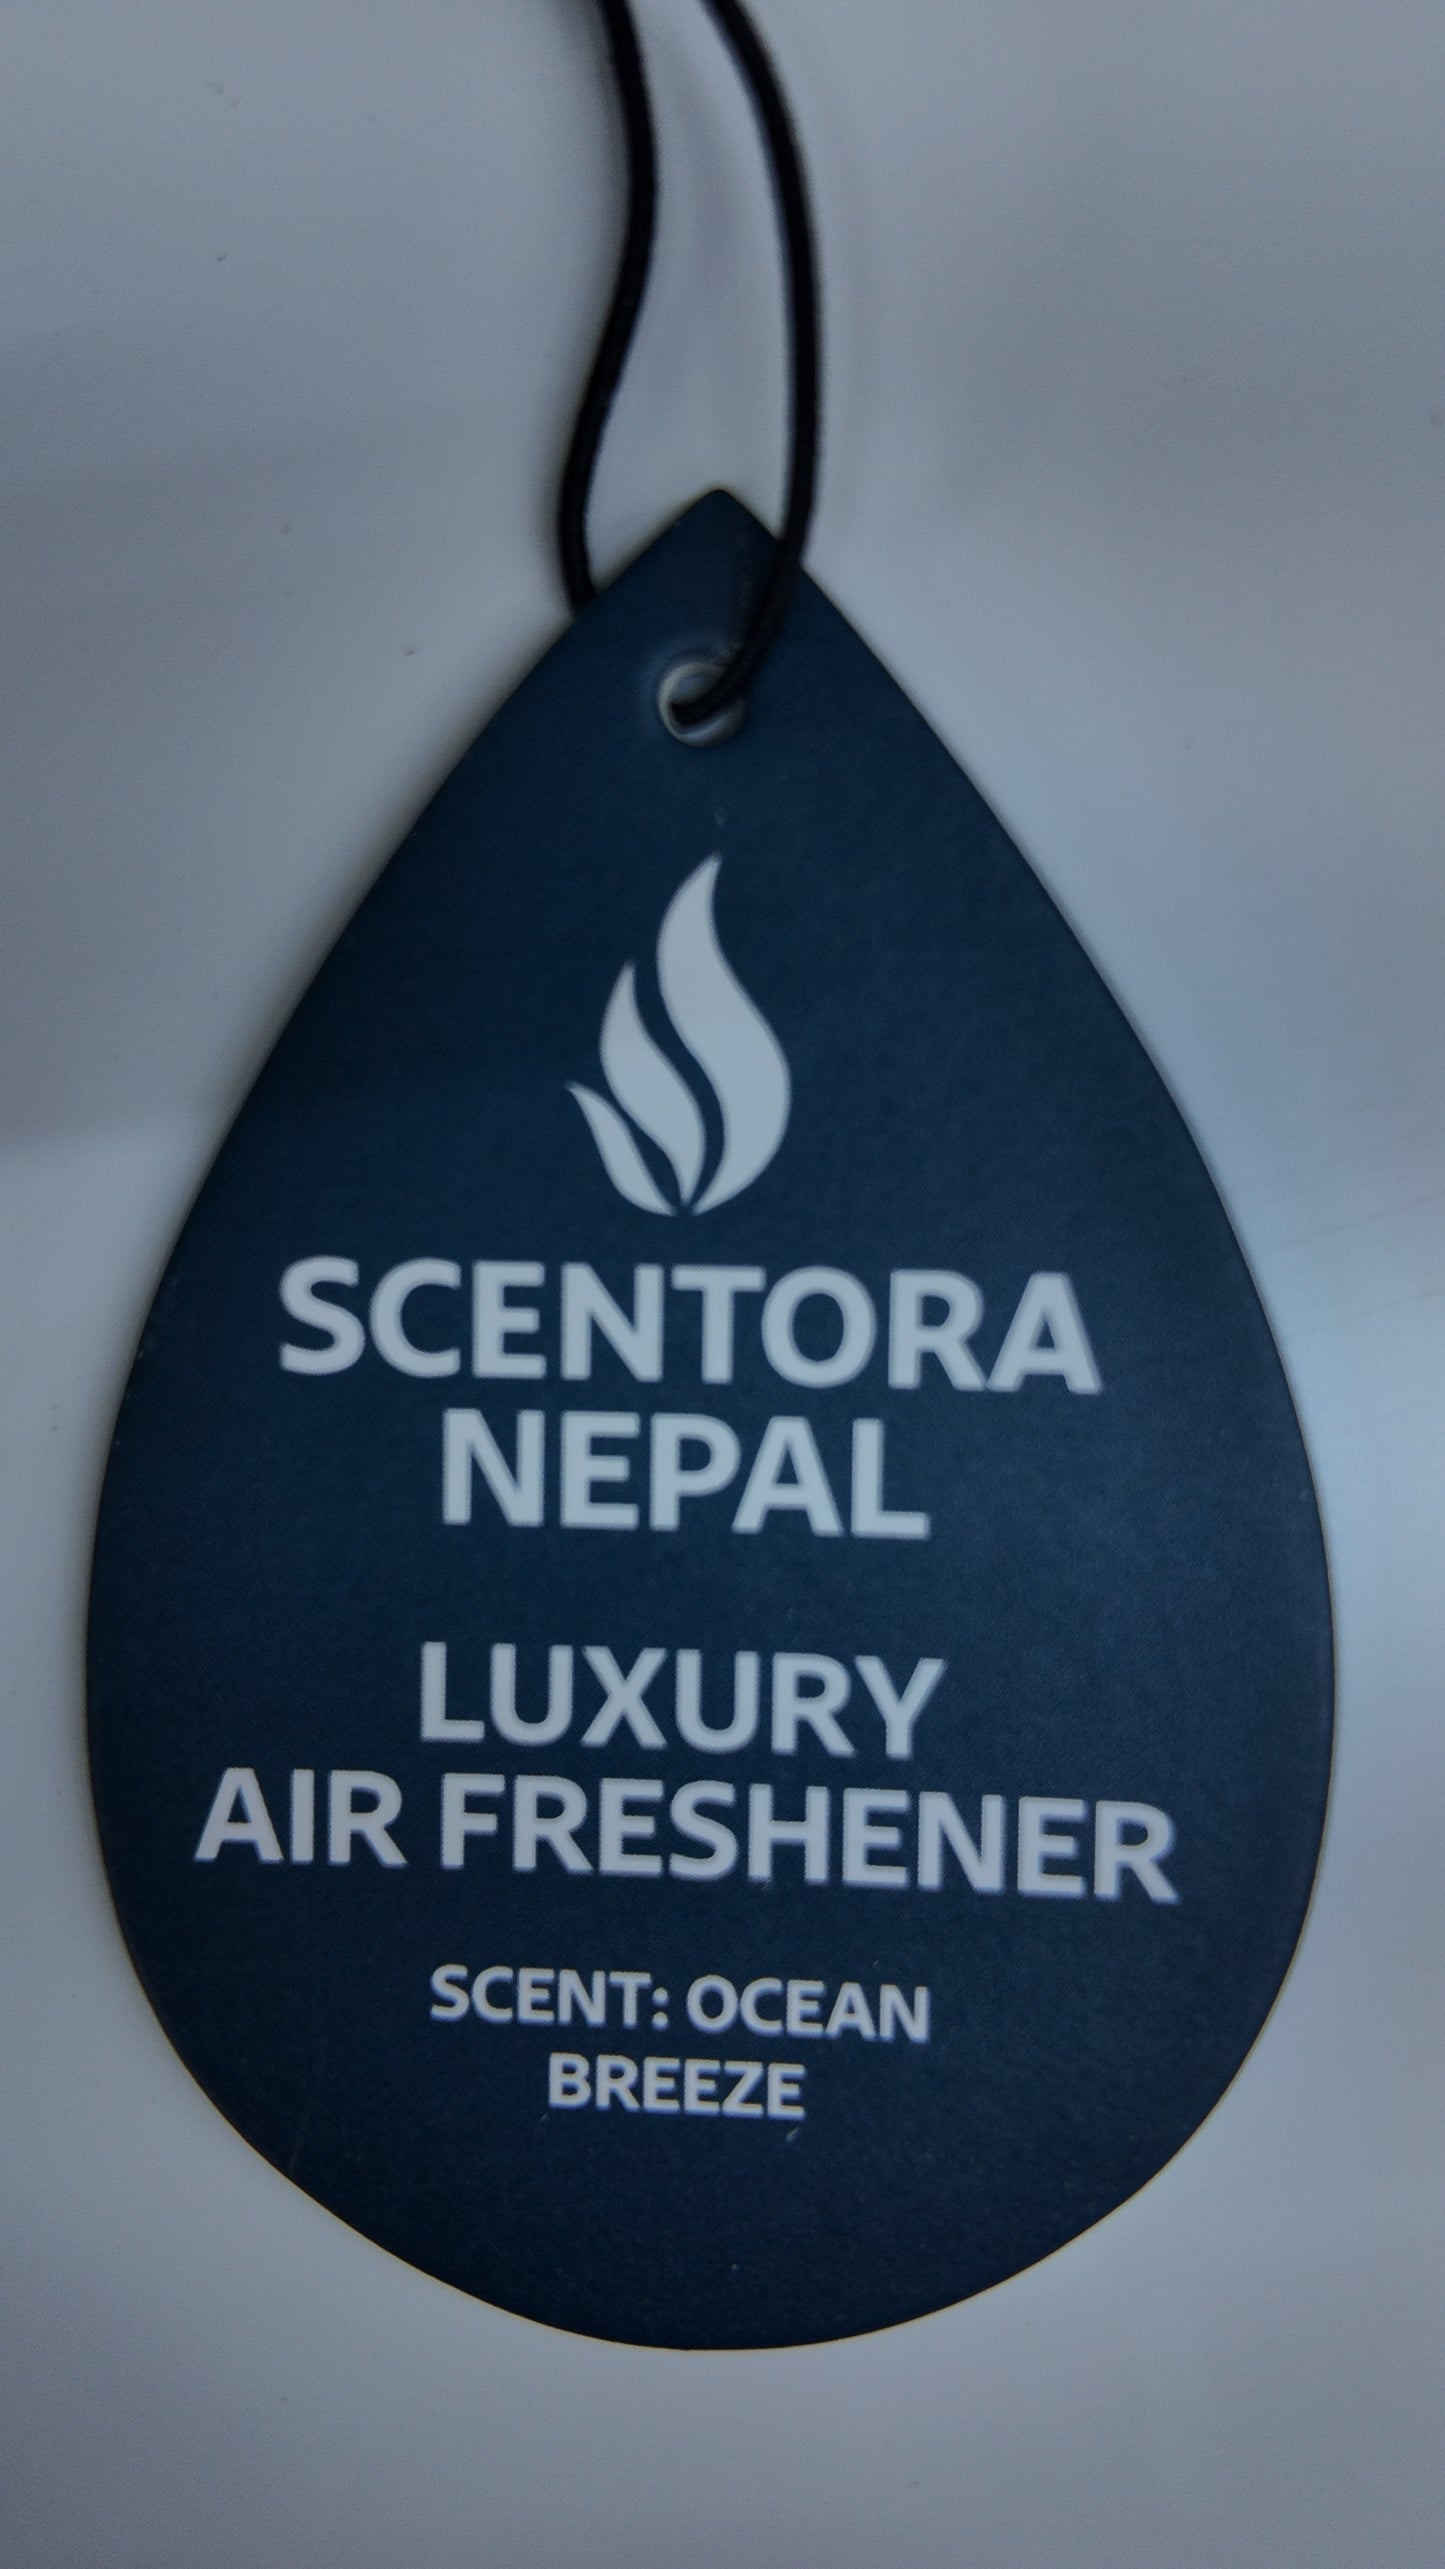 SCENTORA
NEPAL
LUXURY
AIR FRESHENER
SCENT: OCEAN
BREEZE